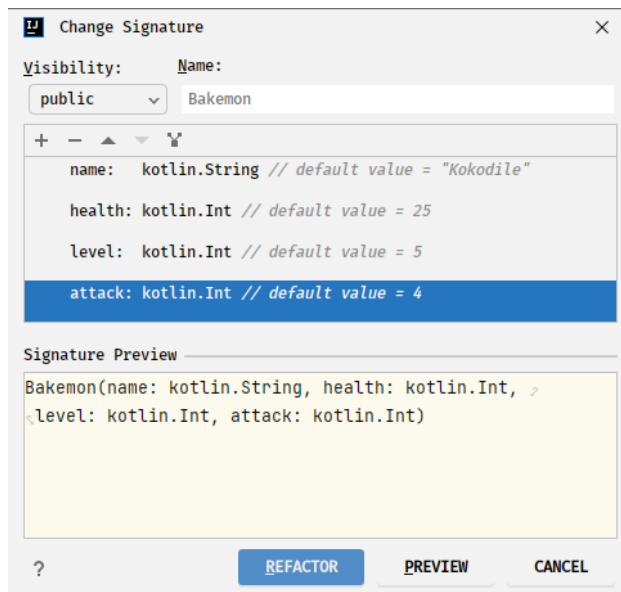 IJ Change Signature
Visibility: Name:
public Bakemon
name: kotlin.String // default value = "Kokodile"
health: kotlin.Int // default value = 25
level: kotlin.Int // default value = 5
attack: kotlin.Int // default value = 4
Signature Preview
Bakemon(name: kotlin.String, health: kotlin.Int,
level: kotlin.Int, attack: kotlin.Int)
? REFACTOR PREVIEW CANCEL